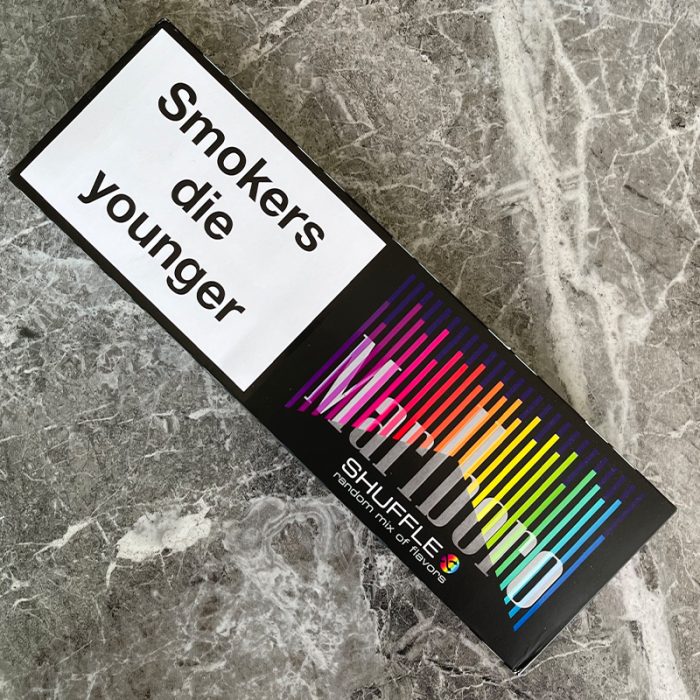 Smokers
die
younger
Marlboro
SHUFFLE
random mix of flavors